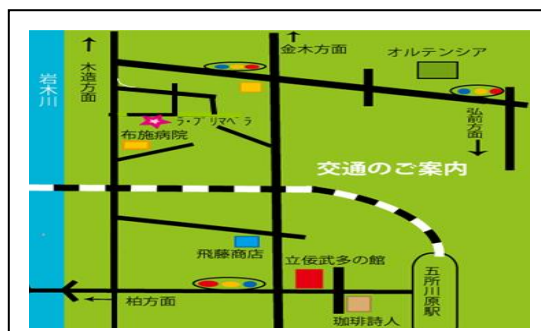 金木方面
オルテンシア
木造方面
岩木川
ラ・プリマベラ
布施病院
弘前方面
交通のご案内
飛藤商店
立佞武多の館
五所川原駅
柏方面
珈琲詩人